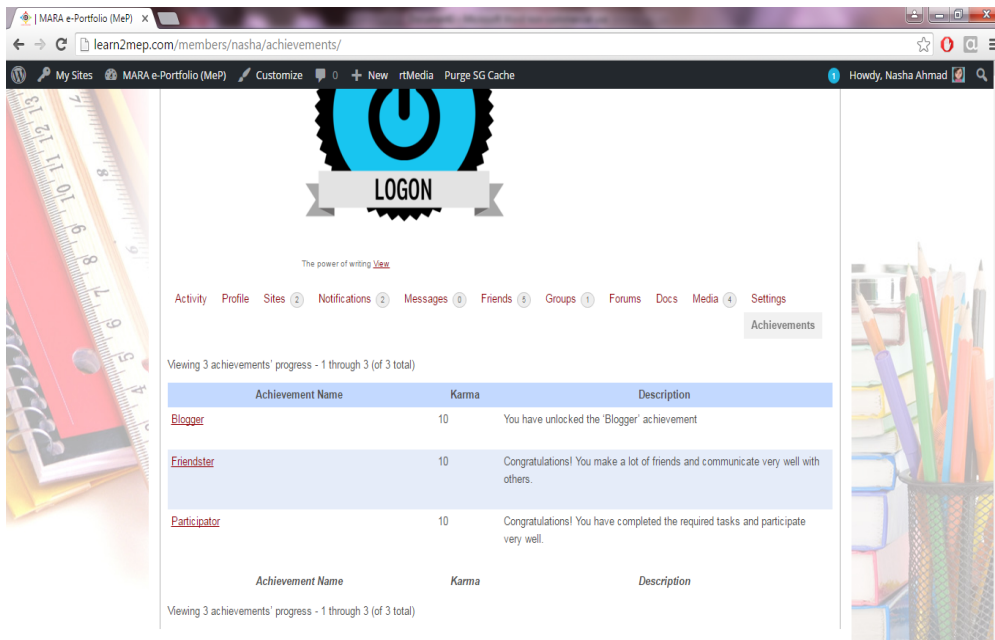 | MARA e-Portfolio (MeP) ×
learn2mep.com/members/nasha/achievements/
My Sites MARA e-Portfolio (MeP) Customize 0 + New rtMedia Purge SG Cache 1 Howdy, Nasha Ahmad
LOGON
The power of writing View
Activity Profile Sites 2 Notifications 2 Messages 0 Friends 5 Groups 1 Forums Docs Media 4 Settings
Achievements
Viewing 3 achievements' progress - 1 through 3 (of 3 total)
Achievement Name Karma Description
Blogger 10 You have unlocked the 'Blogger' achievement
Friendster 10 Congratulations! You make a lot of friends and communicate very well with
others.
Participator 10 Congratulations! You have completed the required tasks and participate
very well.
Achievement Name Karma Description
Viewing 3 achievements' progress - 1 through 3 (of 3 total)